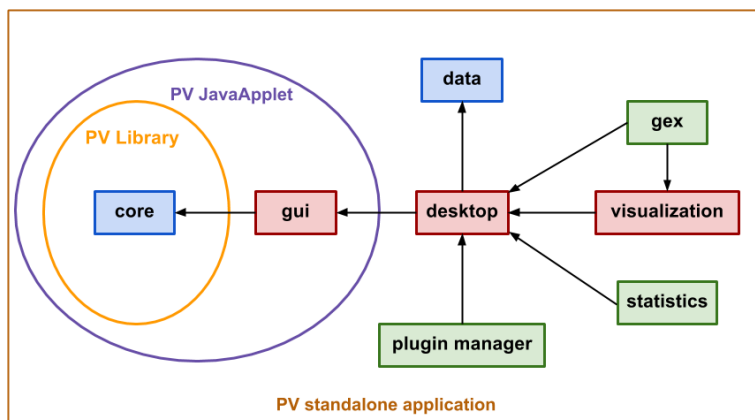 PV JavaApplet
data
PV Library
gex
core
gui
desktop
visualization
statistics
plugin manager
PV standalone application